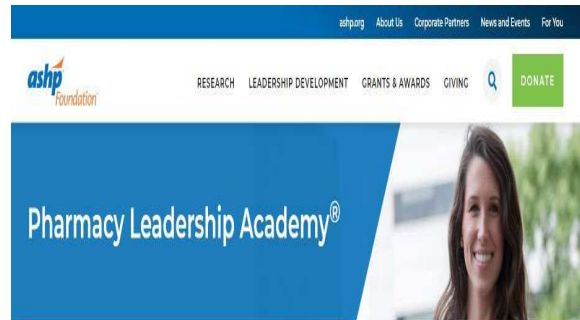 ashp.org About Us Corporate Partners News and Events For You
ashp
Foundation
RESEARCH LEADERSHIP DEVELOPMENT GRANTS & AWARDS GIVING DONATE
Pharmacy Leadership Academy®